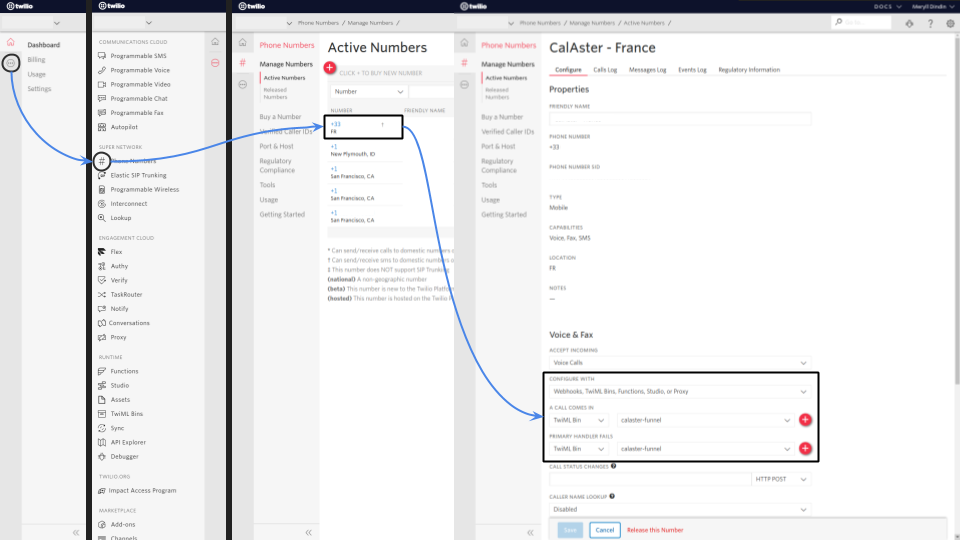 twilio
Dashboard
Billing
Usage
Settings
twilio
COMMUNICATIONS CLOUD
Programmable SMS
Programmable Voice
Programmable Video
Programmable Chat
Programmable Fax
Autopilot
SUPER NETWORK
# Phone Numbers
Elastic SIP Trunking
Programmable Wireless
Interconnect
Lookup
ENGAGEMENT CLOUD
Flex
Authy
Verify
TaskRouter
Notify
Conversations
Proxy
RUNTIME
Functions
Studio
Assets
TwiML Bins
Sync
API Explorer
Debugger
TWILIO.ORG
Impact Access Program
MARKETPLACE
Add-ons
Channels
twilio
Phone Numbers / Manage Numbers /
Phone Numbers
Manage Numbers
Active Numbers
Released
Numbers
Buy a Number
Verified Caller IDs
Port & Host
Regulatory
Compliance
Tools
Usage
Getting Started
Active Numbers
CLICK + TO BUY NEW NUMBER
Number
NUMBER FRIENDLY NAME
+33 †
FR
+1
New Plymouth, ID
+1
San Francisco, CA
+1
San Francisco, CA
+1
San Francisco, CA
* Can send/receive calls to domestic numbers o
† Can send/receive sms to domestic numbers o
‡ This number does NOT support SIP Trunking
(national) A non-geographic number
(beta) This number is new to the Twilio Platfor
(hosted) This number is hosted on the Twilio P
twilio
DOCS
Meryll Dindin
Phone Numbers / Manage Numbers / Active Numbers /
Phone Numbers
Manage Numbers
Active Numbers
Released
Numbers
Buy a Number
Verified Caller IDs
Port & Host
Regulatory
Compliance
Tools
Usage
Getting Started
CalAster - France
Configure Calls Log Messages Log Events Log Regulatory Information
Properties
FRIENDLY NAME
PHONE NUMBER
+33
PHONE NUMBER SID
TYPE
Mobile
CAPABILITIES
Voice, Fax, SMS
LOCATION
FR
NOTES
—
Voice & Fax
ACCEPT INCOMING
Voice Calls
CONFIGURE WITH
Webhooks, TwiML Bins, Functions, Studio, or Proxy
A CALL COMES IN
TwiML Bin calaster-funnel
PRIMARY HANDLER FAILS
TwiML Bin calaster-funnel
CALL STATUS CHANGES
HTTP POST
CALLER NAME LOOKUP
Disabled
Save Cancel Release this Number